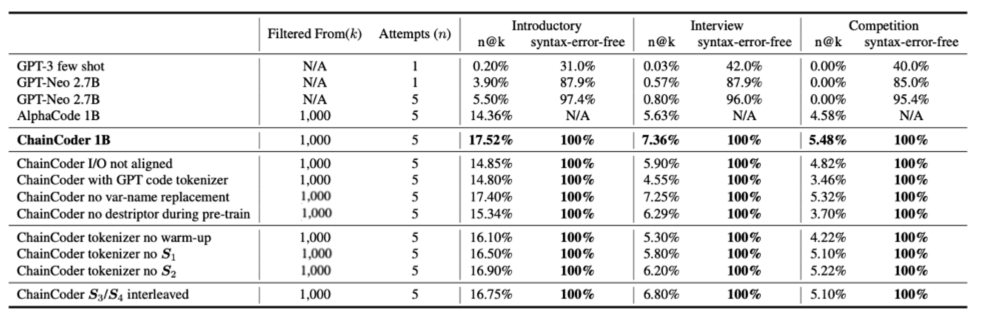 Introductory Interview Competition
Filtered From(k) Attempts (n) n@k syntax-error-free n@k syntax-error-free n@k syntax-error-free
GPT-3 few shot N/A 1 0.20% 31.0% 0.03% 42.0% 0.00% 40.0%
GPT-Neo 2.7B N/A 1 3.90% 87.9% 0.57% 87.9% 0.00% 85.0%
GPT-Neo 2.7B N/A 5 5.50% 97.4% 0.80% 96.0% 0.00% 95.4%
AlphaCode 1B 1,000 5 14.36% N/A 5.63% N/A 4.58% N/A
ChainCoder 1B 1,000 5 17.52% 100% 7.36% 100% 5.48% 100%
ChainCoder I/O not aligned 1,000 5 14.85% 100% 5.90% 100% 4.82% 100%
ChainCoder with GPT code tokenizer 1,000 5 14.80% 100% 4.55% 100% 3.46% 100%
ChainCoder no var-name replacement 1,000 5 17.40% 100% 7.25% 100% 5.32% 100%
ChainCoder no destriptor during pre-train 1,000 5 15.34% 100% 6.29% 100% 3.70% 100%
ChainCoder tokenizer no warm-up 1,000 5 16.10% 100% 5.30% 100% 4.22% 100%
ChainCoder tokenizer no S₁ 1,000 5 16.50% 100% 5.80% 100% 5.10% 100%
ChainCoder tokenizer no S₂ 1,000 5 16.90% 100% 6.20% 100% 5.22% 100%
ChainCoder S₃/S₄ interleaved 1,000 5 16.75% 100% 6.80% 100% 5.10% 100%